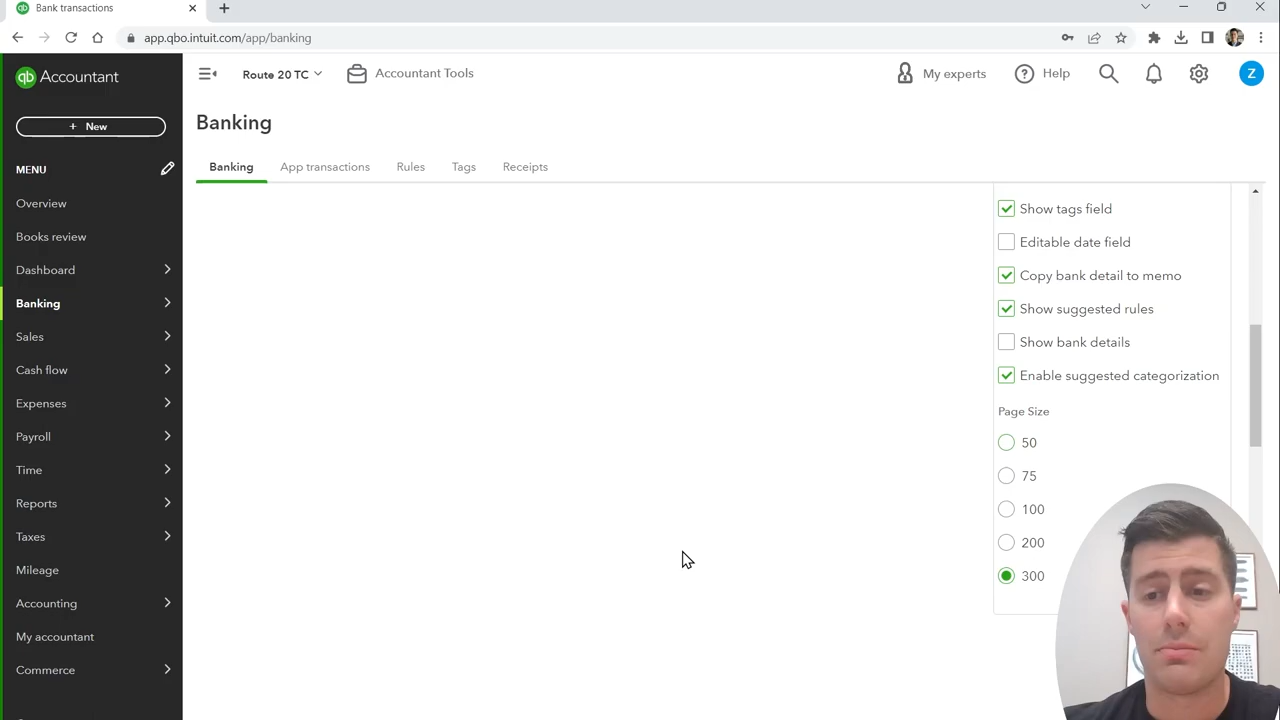 Bank transactions
app.qbo.intuit.com/app/banking
qb Accountant
Route 20 TC
Accountant Tools
My experts
Help
Z
+ New
Banking
MENU
Banking
App transactions
Rules
Tags
Receipts
Overview
Books review
Dashboard
Banking
Sales
Cash flow
Expenses
Payroll
Time
Reports
Taxes
Mileage
Accounting
My accountant
Commerce
Show tags field
Editable date field
Copy bank detail to memo
Show suggested rules
Show bank details
Enable suggested categorization
Page Size
50
75
100
200
300